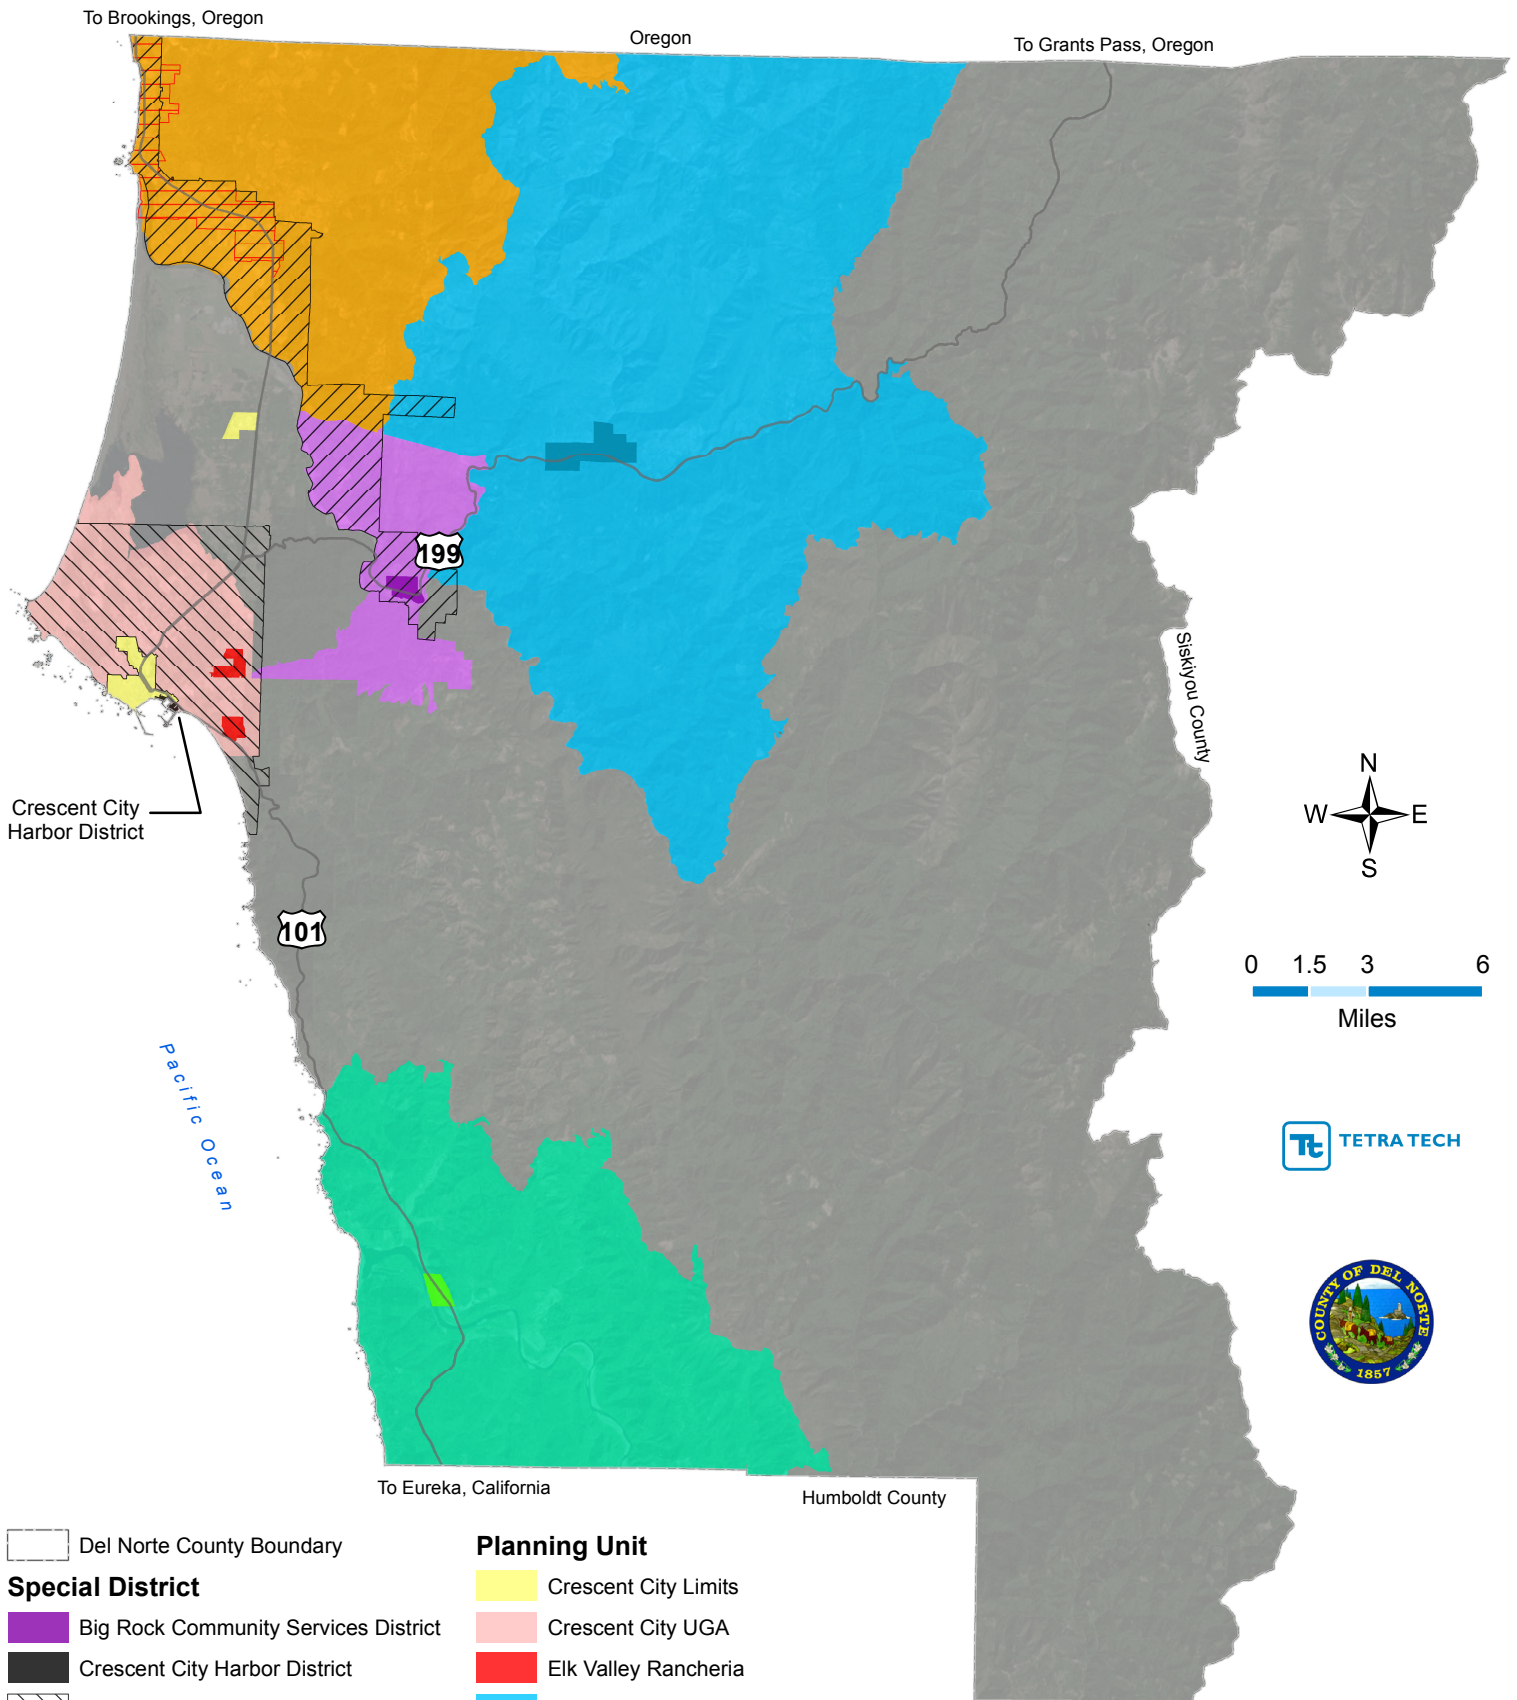 To Brookings, Oregon
Oregon
To Grants Pass, Oregon
199
Siskiyou County
N
W
E
S
Crescent City
Harbor District
101
0 1.5 3 6
Miles
Pacific Ocean
TETRA TECH
COUNTY OF DEL NORTE
1857
To Eureka, California
Humboldt County
Del Norte County Boundary
Special District
Big Rock Community Services District
Crescent City Harbor District
Planning Unit
Crescent City Limits
Crescent City UGA
Elk Valley Rancheria